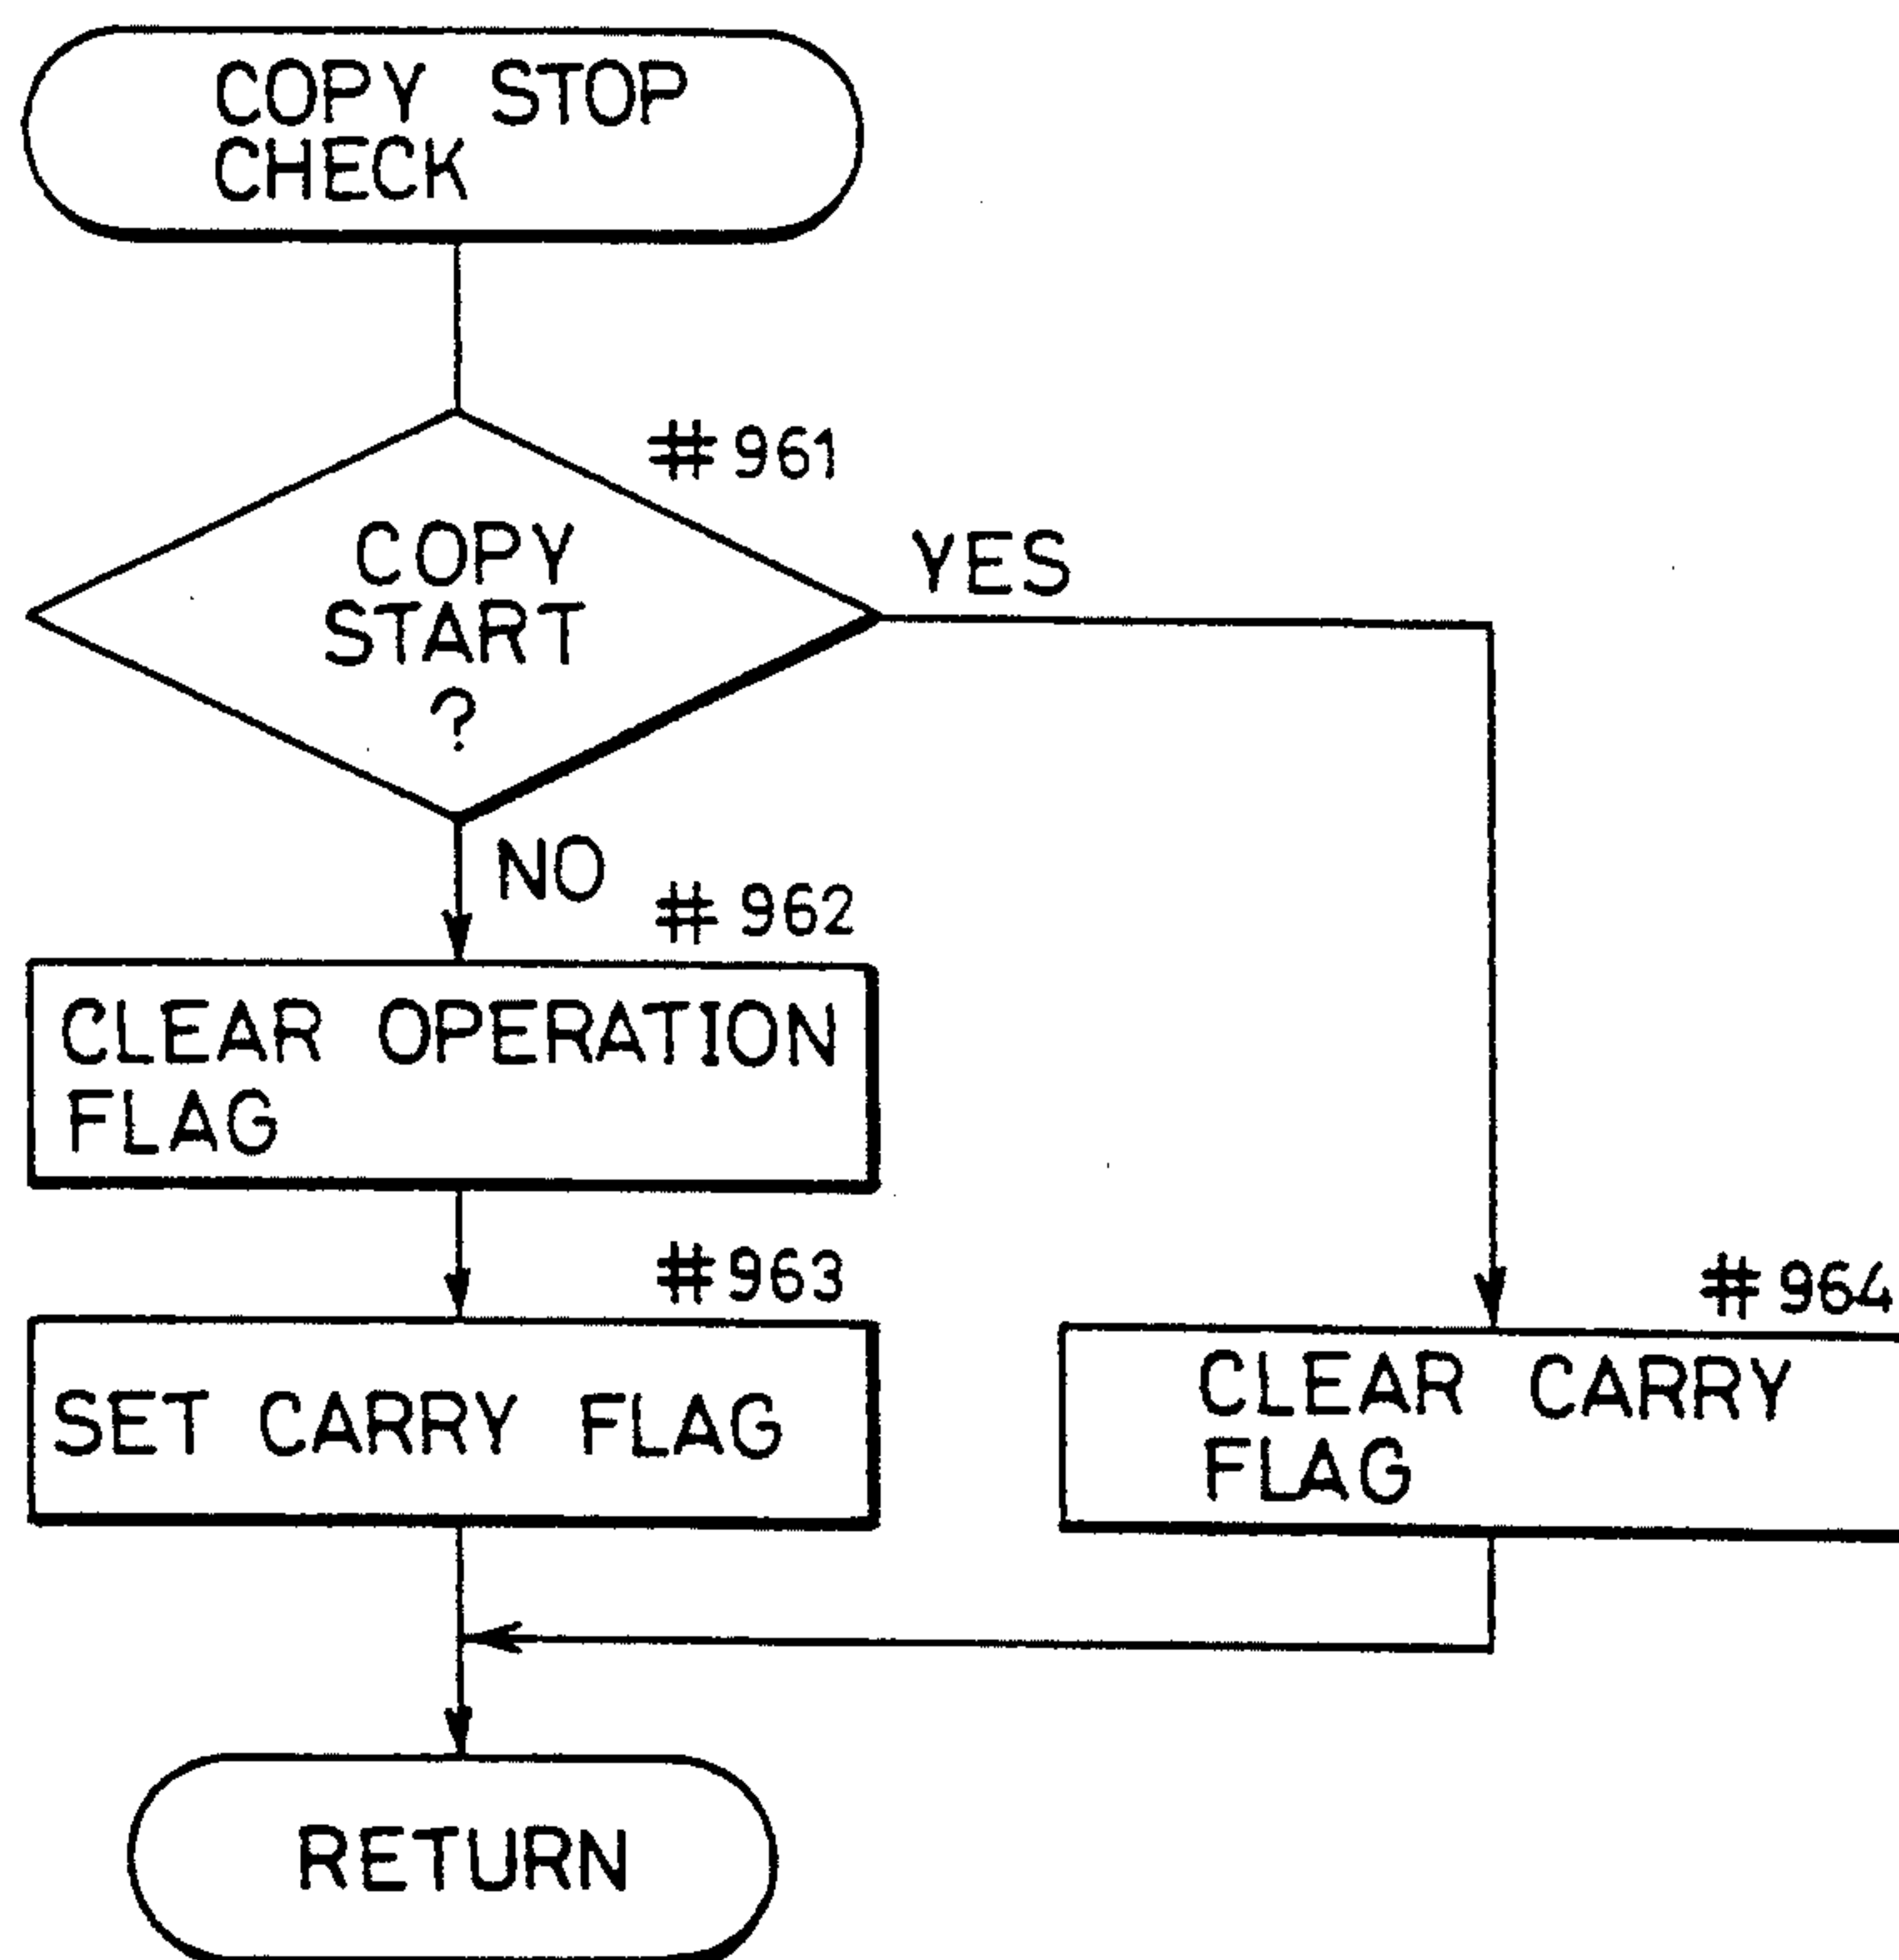 COPY STOP
CHECK
#961
COPY
START
?
YES
NO
#962
CLEAR OPERATION
FLAG
#963
SET CARRY FLAG
#964
CLEAR CARRY
FLAG
RETURN